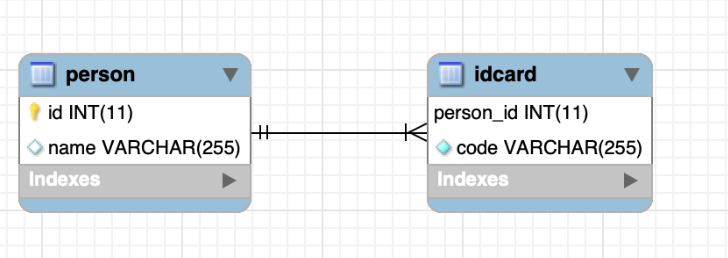 person
id INT(11)
name VARCHAR(255)
Indexes
idcard
person_id INT(11)
code VARCHAR(255)
Indexes